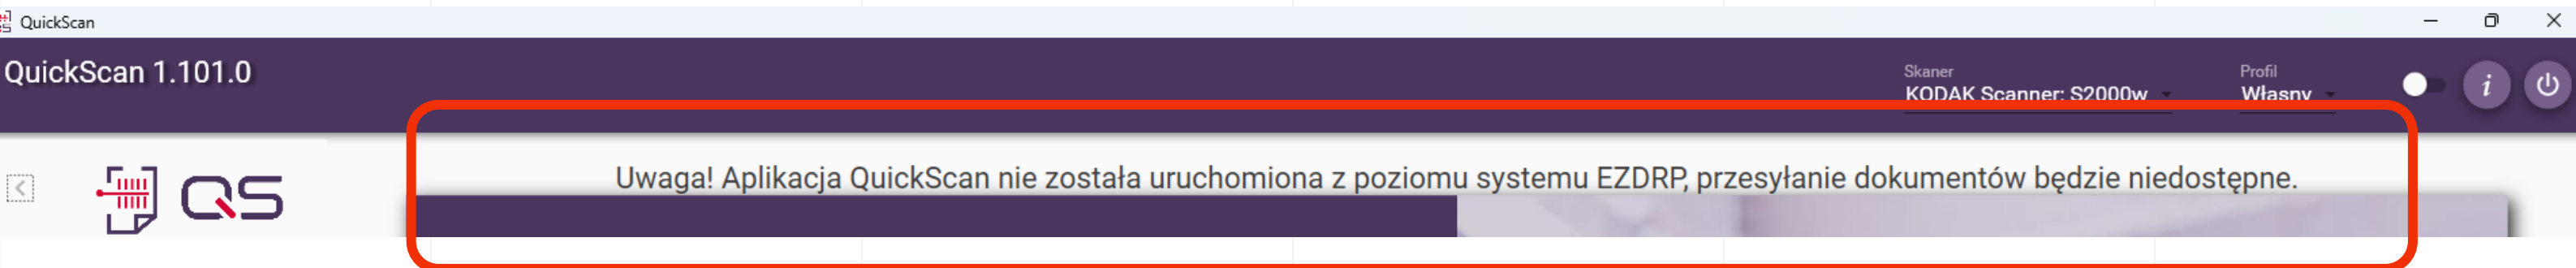 QuickScan
QuickScan 1.101.0
Skaner
KODAK Scanner: S2000w
Profil
Własny
i
QS
Uwaga! Aplikacja QuickScan nie została uruchomiona z poziomu systemu EZDRP, przesyłanie dokumentów będzie niedostępne.